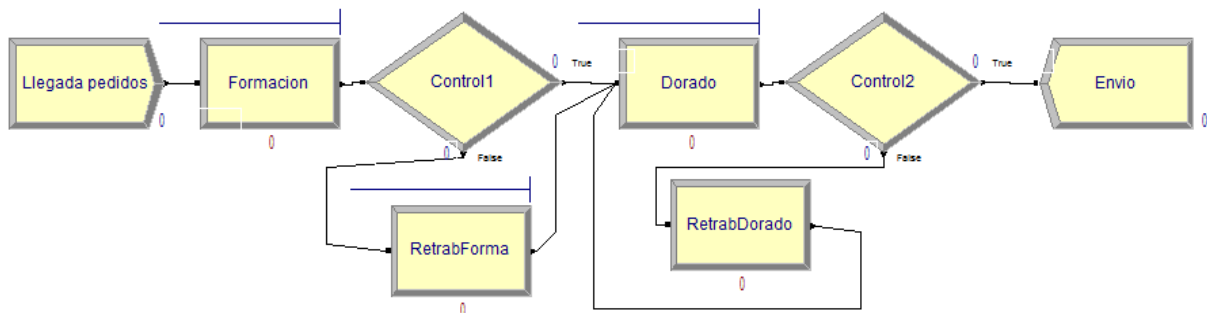 Llegada pedidos
0
Formacion
0
Control1
0
True
0
False
RetrabForma
0
Dorado
0
Control2
0
True
0
False
RetrabDorado
0
Envio
0